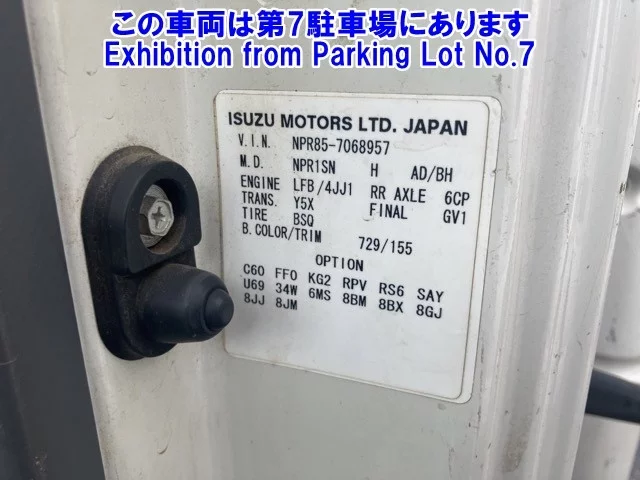 この車両は第7駐車場にあります
Exhibition from Parking Lot No.7
ISUZU MOTORS LTD. JAPAN
V.I.N. NPR85-7068957
M.D. NPR1SN H AD/BH
ENGINE LFB/4JJ1 RR AXLE 6CP
TRANS. Y5X FINAL GV1
TIRE BSQ
B.COLOR/TRIM 729/155
OPTION
C60 FFO KG2 RPV RS6 SAY
U69 34W 6MS 8BM 8BX 8GJ
8JJ 8JM